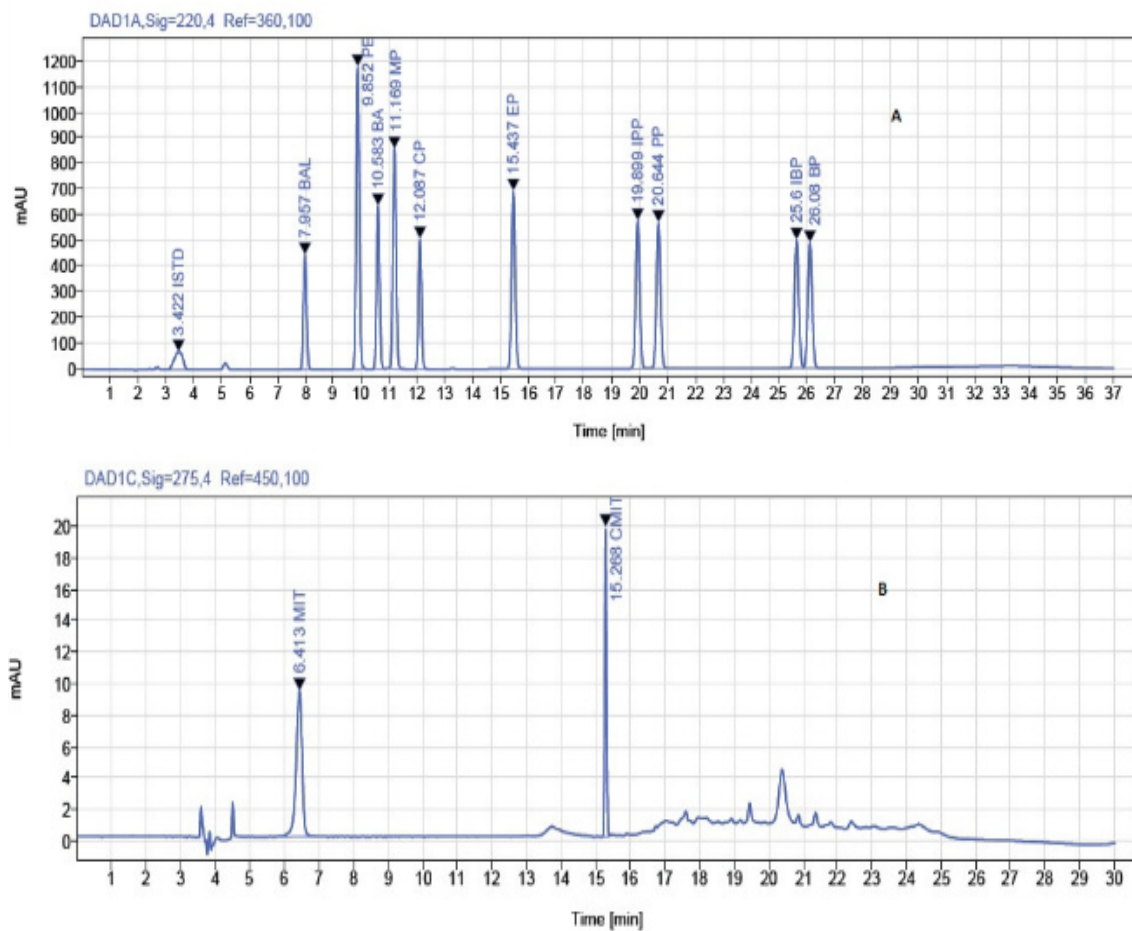 DAD1A,Sig=220,4 Ref=360,100
mAU
1200
1100
1000
900
800
700
600
500
400
300
200
100
0
3.422 ISTD
7.957 BAL
9.852 PE
10.583 BA
11.169 MP
12.087 CP
15.437 EP
19.899 IPP
20.644 PP
25.6 IBP
26.08 BP
A
1 2 3 4 5 6 7 8 9 10 11 12 13 14 15 16 17 18 19 20 21 22 23 24 25 26 27 28 29 30 31 32 33 34 35 36 37
Time [min]
DAD1C,Sig=275,4 Ref=450,100
mAU
20
18
16
14
12
10
8
6
4
2
0
6.413 MIT
15.268 CMIT
B
1 2 3 4 5 6 7 8 9 10 11 12 13 14 15 16 17 18 19 20 21 22 23 24 25 26 27 28 29 30
Time [min]